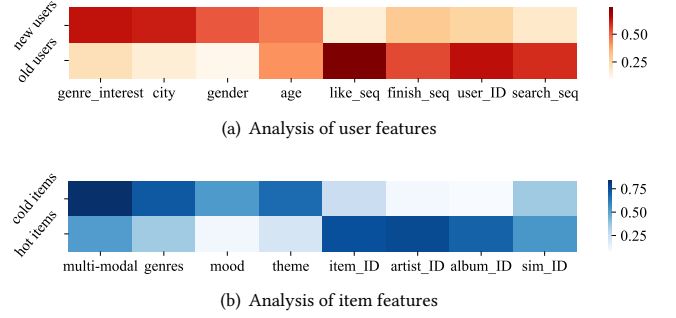 new users
old users
0.50
0.25
genre_interest city gender age like_seq finish_seq user_ID search_seq
(a) Analysis of user features
cold items
hot items
0.75
0.50
0.25
multi-modal genres mood theme item_ID artist_ID album_ID sim_ID
(b) Analysis of item features